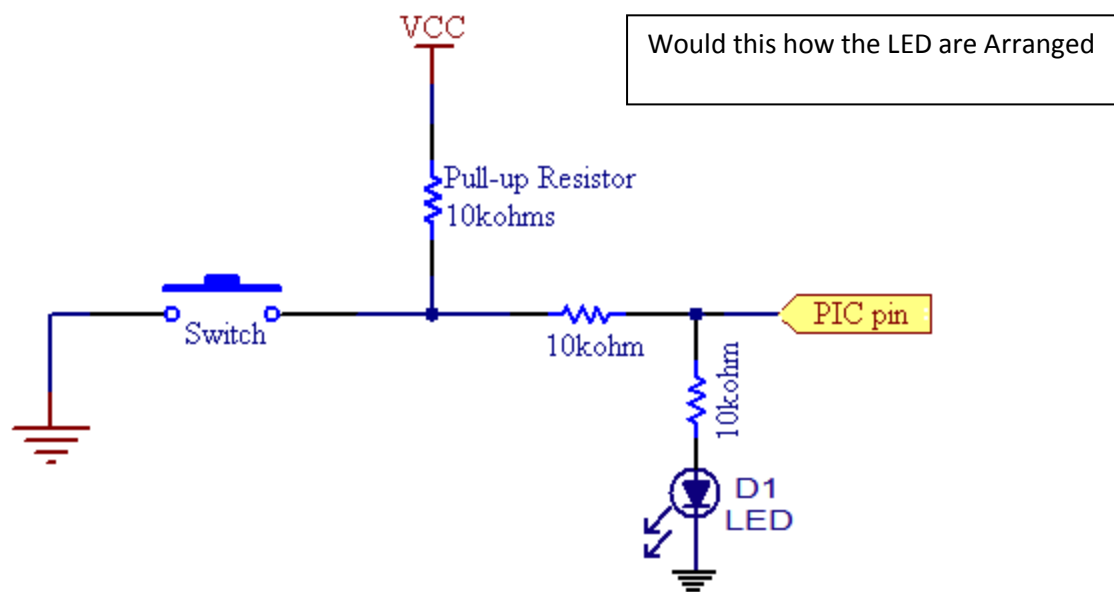 VCC
Would this how the LED are Arranged
Pull-up Resistor
10kohms
Switch
10kohm
PIC pin
10kohm
D1
LED